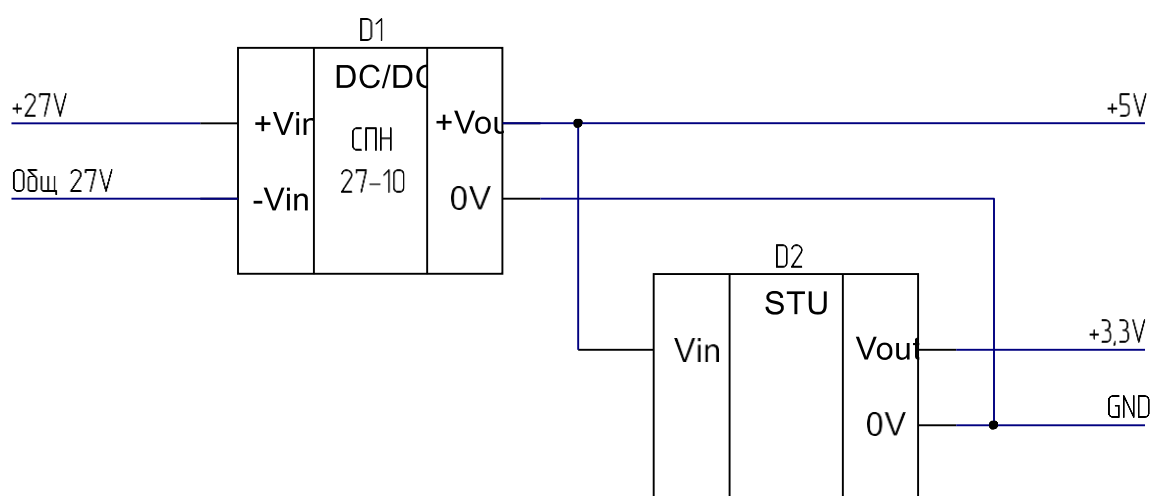 D1
DC/DC
+27V
+Vin
СПН
+Vou
+5V
Общ 27V
-Vin
27-10
0V
D2
STU
Vin
Vout
+3,3V
0V
GND